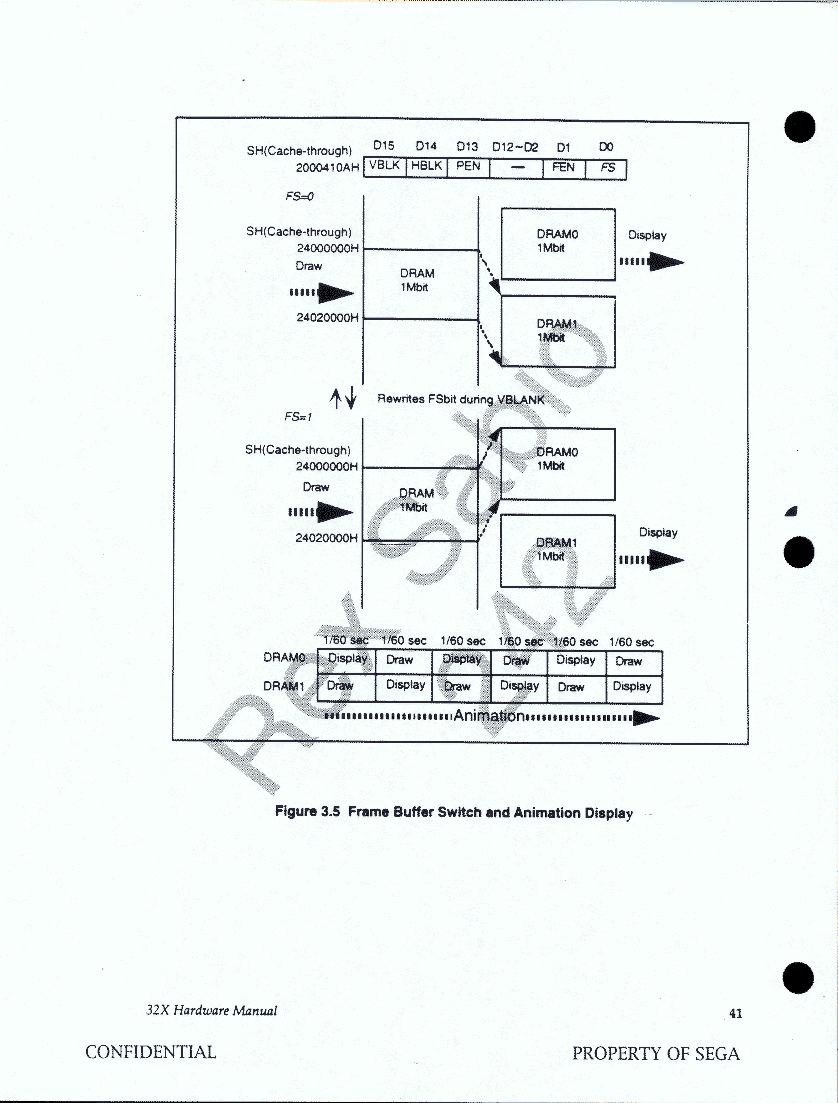 SH(Cache-through) D15 D14 D13 D12~D2 D1 D0
2000410AH VBLK HBLK PEN — FEN FS
FS=0
SH(Cache-through)
24000000H
Draw
24020000H
DRAM
1Mbit
DRAM0
1Mbit
Display
DRAM1
1Mbit
Rewrites FSbit during VBLANK
FS=1
SH(Cache-through)
24000000H
Draw
24020000H
DRAM
1Mbit
DRAM0
1Mbit
DRAM1
1Mbit
Display
1/60 sec 1/60 sec 1/60 sec 1/60 sec 1/60 sec 1/60 sec
DRAM0 Display Draw Display Draw Display Draw
DRAM1 Draw Display Draw Display Draw Display
Animation
Rex Sabio
242
Figure 3.5 Frame Buffer Switch and Animation Display
32X Hardware Manual 41
CONFIDENTIAL PROPERTY OF SEGA